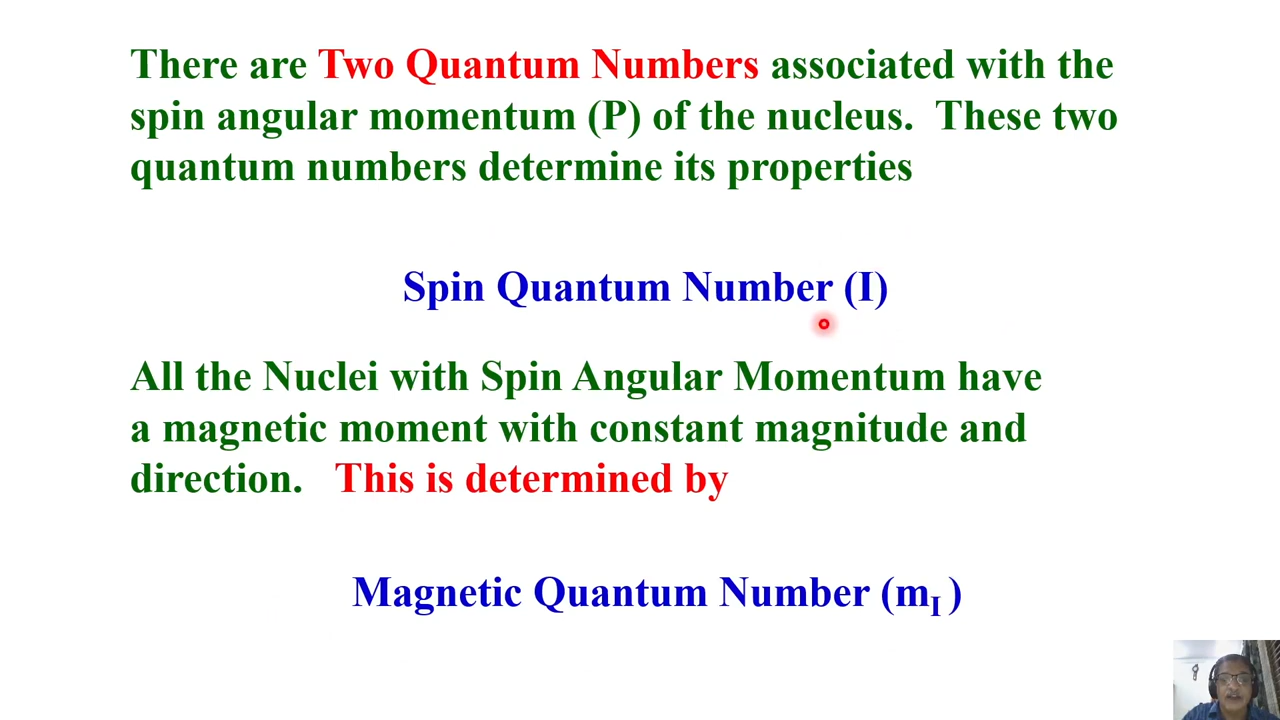 There are Two Quantum Numbers associated with the
spin angular momentum (P) of the nucleus. These two
quantum numbers determine its properties
Spin Quantum Number (I)
All the Nuclei with Spin Angular Momentum have
a magnetic moment with constant magnitude and
direction. This is determined by
Magnetic Quantum Number (mI )